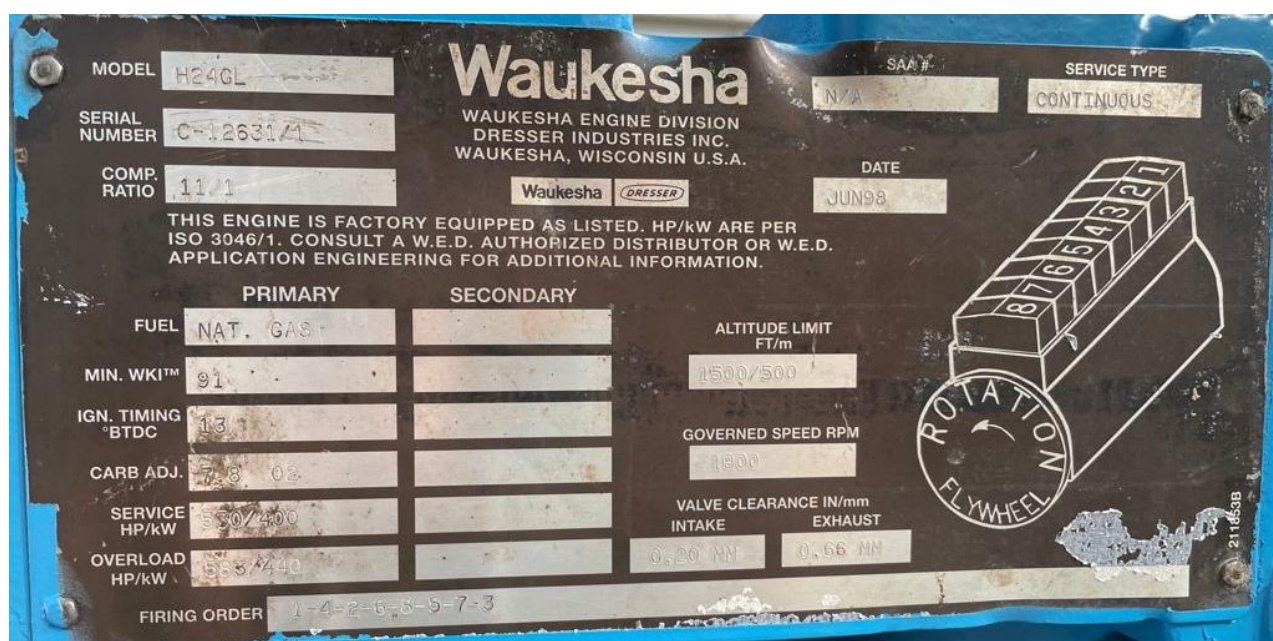 MODEL H24GL
Waukesha
SAA # N/A
SERVICE TYPE CONTINUOUS
SERIAL NUMBER C-12631/1
WAUKESHA ENGINE DIVISION
DRESSER INDUSTRIES INC.
WAUKESHA, WISCONSIN U.S.A.
COMP. RATIO 11/1
Waukesha DRESSER
DATE JUN98
THIS ENGINE IS FACTORY EQUIPPED AS LISTED. HP/kW ARE PER
ISO 3046/1. CONSULT A W.E.D. AUTHORIZED DISTRIBUTOR OR W.E.D.
APPLICATION ENGINEERING FOR ADDITIONAL INFORMATION.
PRIMARY SECONDARY
FUEL NAT. GAS
MIN. WKI™ 91
IGN. TIMING °BTDC 13
CARB ADJ. 7.8 02
SERVICE HP/kW 530/400
OVERLOAD HP/kW 585/440
FIRING ORDER 1-4-2-6-8-5-7-3
ALTITUDE LIMIT
FT/m
1500/500
GOVERNED SPEED RPM
1800
VALVE CLEARANCE IN/mm
INTAKE EXHAUST
0.20 MM 0.66 MM
8 7 6 5 4 3 2 1
ROTATION
FLYWHEEL
211853B